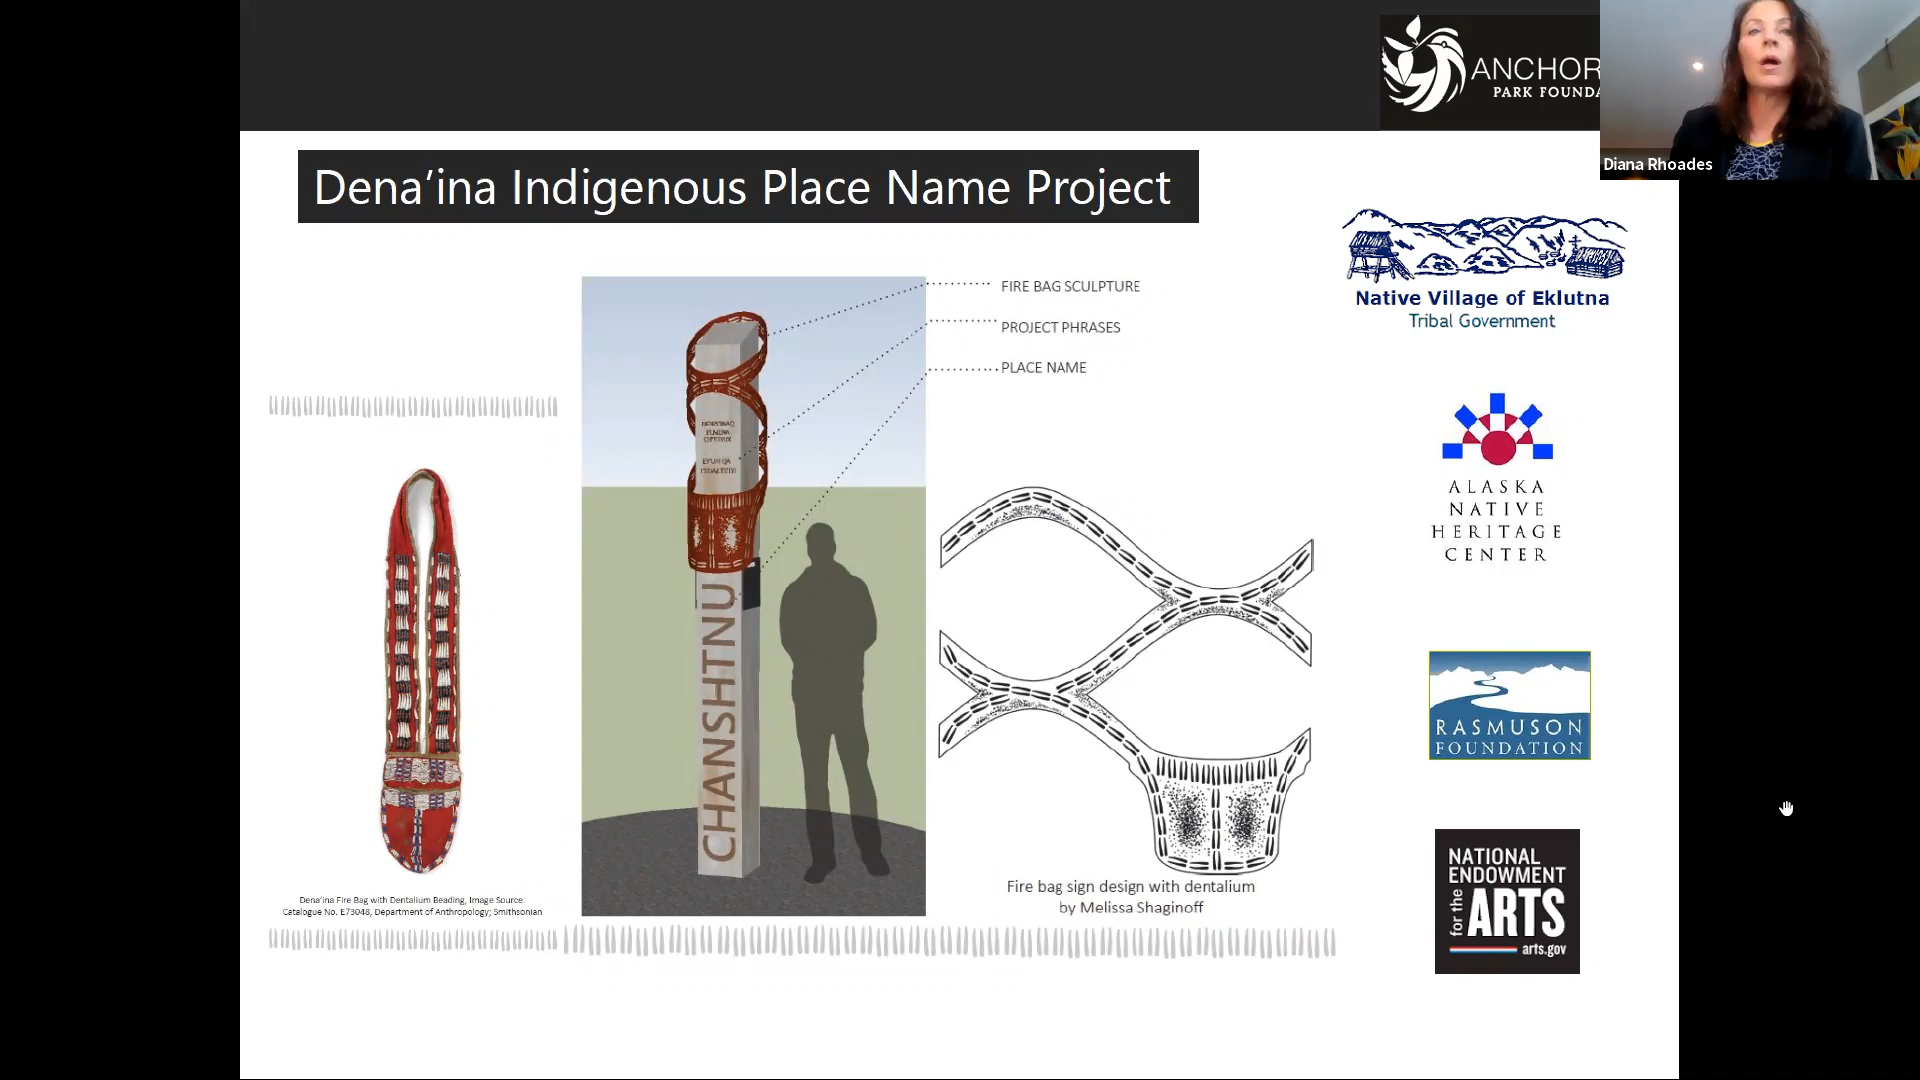 ANCHOR
PARK FOUNDA
Diana Rhoades
Dena’ina Indigenous Place Name Project
FIRE BAG SCULPTURE
PROJECT PHRASES
PLACE NAME
CHANSHTNU
Dena’ina Fire Bag with Dentalium Beading, Image Source:
Catalogue No. E73048, Department of Anthropology; Smithsonian
Fire bag sign design with dentalium
by Melissa Shaginoff
Native Village of Eklutna
Tribal Government
ALASKA
NATIVE
HERITAGE
CENTER
RASMUSON
FOUNDATION
NATIONAL
ENDOWMENT
for the ARTS
arts.gov